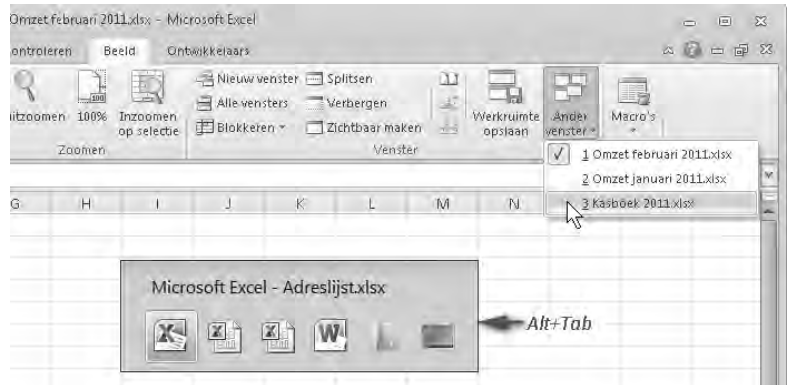 Omzet februari 2011.xlsx - Microsoft Excel
ontroleren Beeld Ontwikkelaars
uitzoomen 100% Inzoomen op selectie
Zoomen
Nieuw venster Splitsen
Alle vensters Verbergen
Blokkeren Zichtbaar maken
Werkruimte opslaan Ander venster Macro's
Venster
1 Omzet februari 2011.xlsx
2 Omzet januari 2011.xlsx
3 Kasboek 2011.xlsx
G H I J K L M N
Microsoft Excel - Adreslijst.xlsx
Alt+Tab